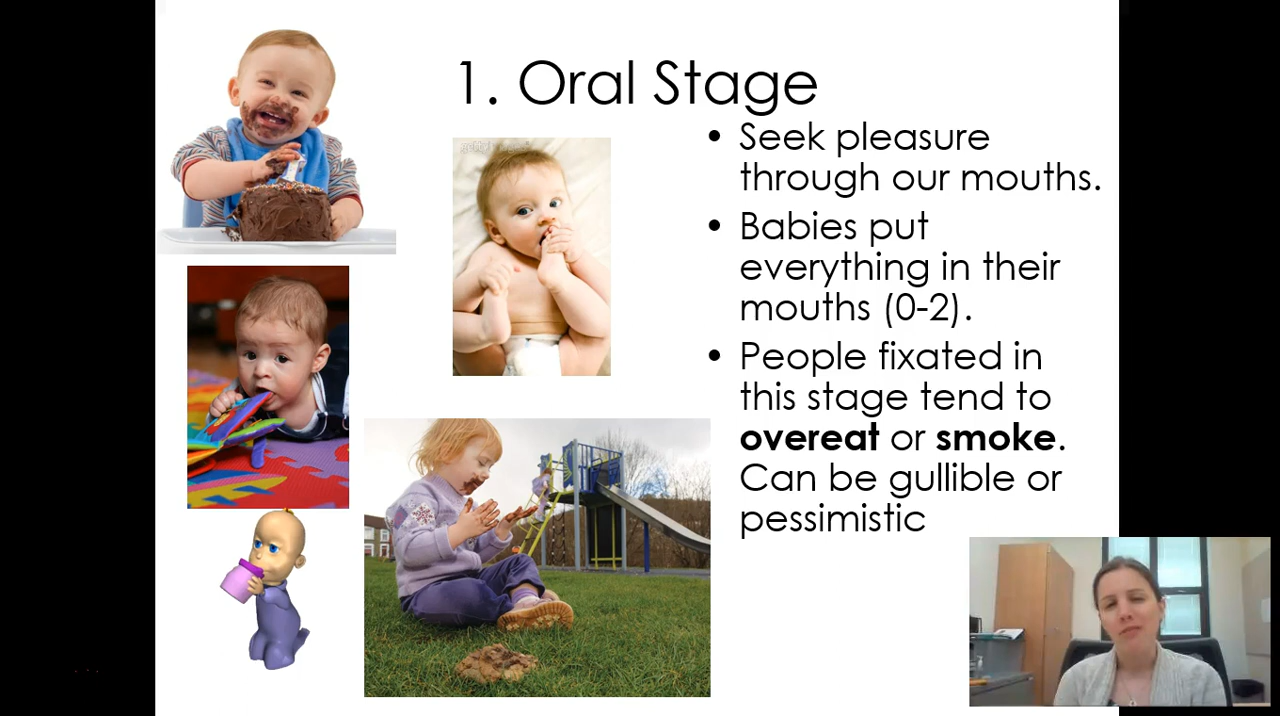 1. Oral Stage
• Seek pleasure
through our mouths.
• Babies put
everything in their
mouths (0-2).
• People fixated in
this stage tend to
overeat or smoke.
Can be gullible or
pessimistic